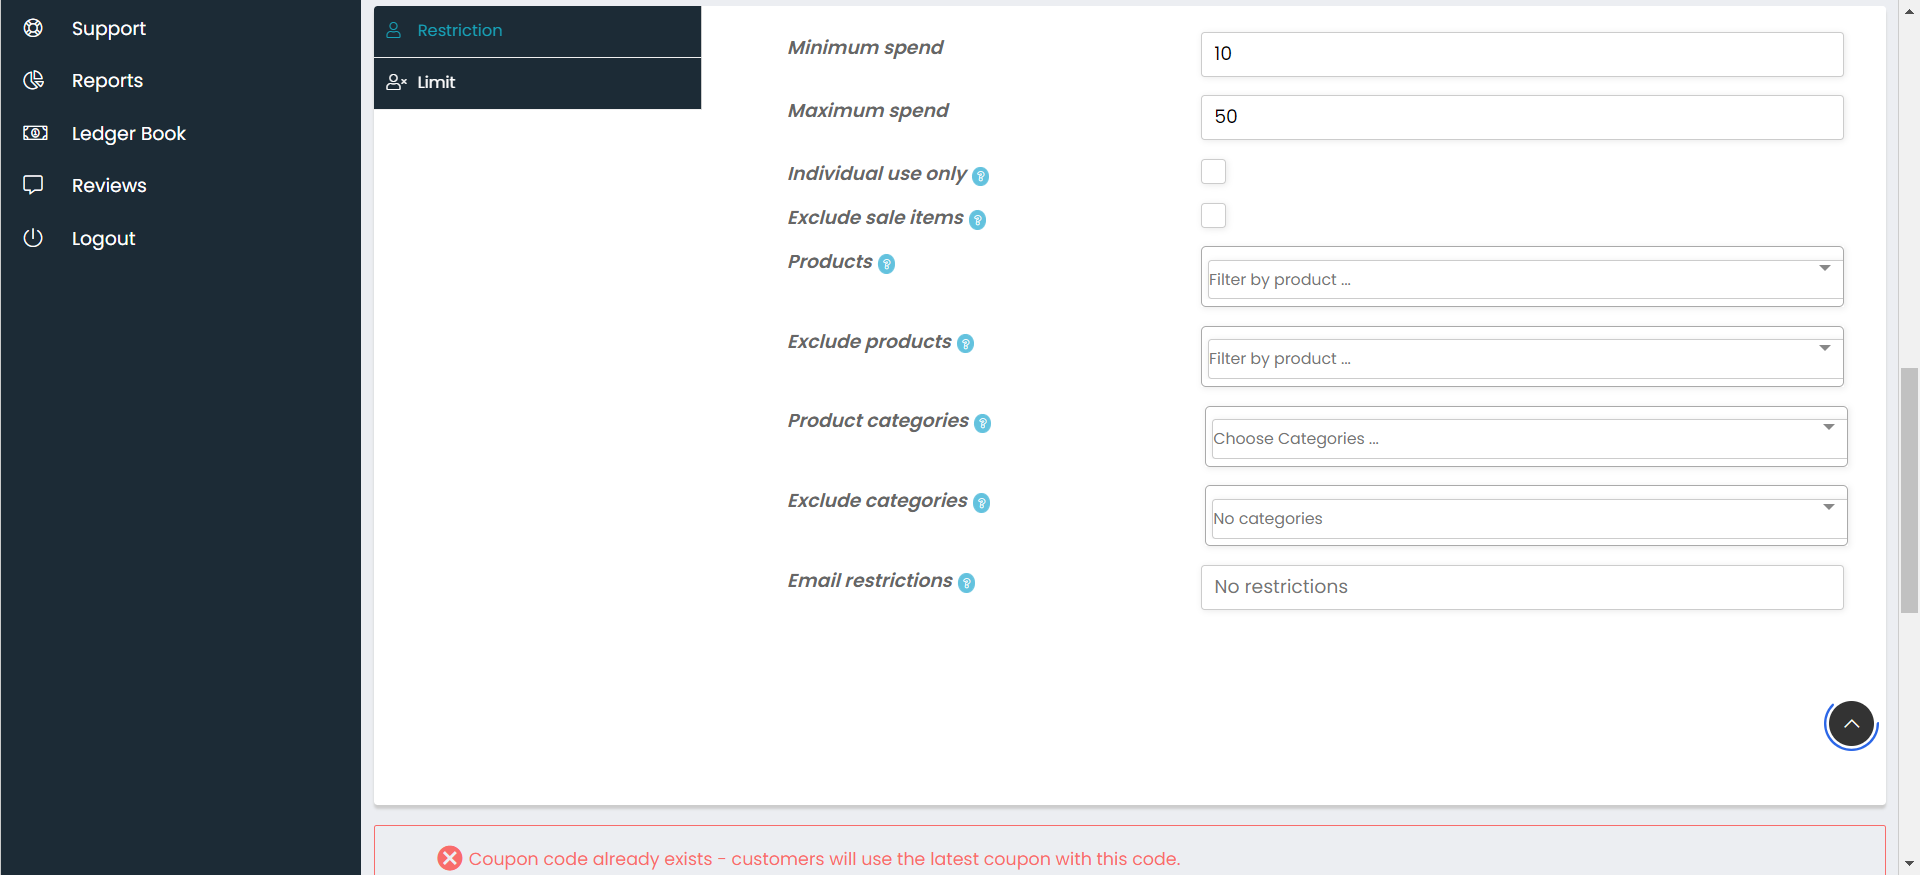 Support
Reports
Ledger Book
Reviews
Logout
Restriction
Limit
Minimum spend
10
Maximum spend
50
Individual use only
Exclude sale items
Products
Filter by product ...
Exclude products
Filter by product ...
Product categories
Choose Categories ...
Exclude categories
No categories
Email restrictions
No restrictions
Coupon code already exists - customers will use the latest coupon with this code.